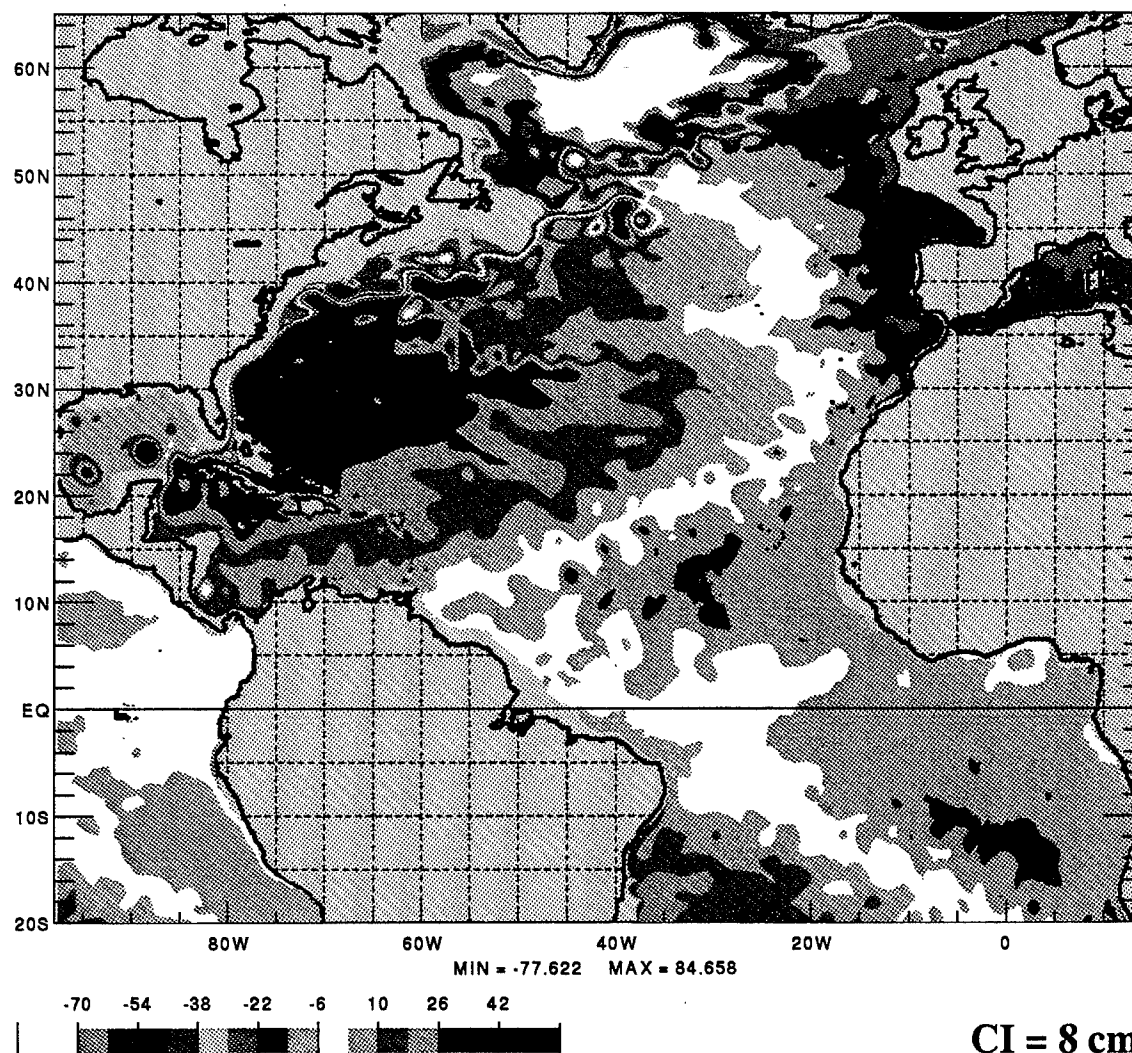 60N
50N
40N
30N
20N
10N
EQ
10S
20S
80W 60W 40W 20W 0
MIN = -77.622 MAX = 84.658
-70 -54 -38 -22 -6 10 26 42
CI = 8 cm